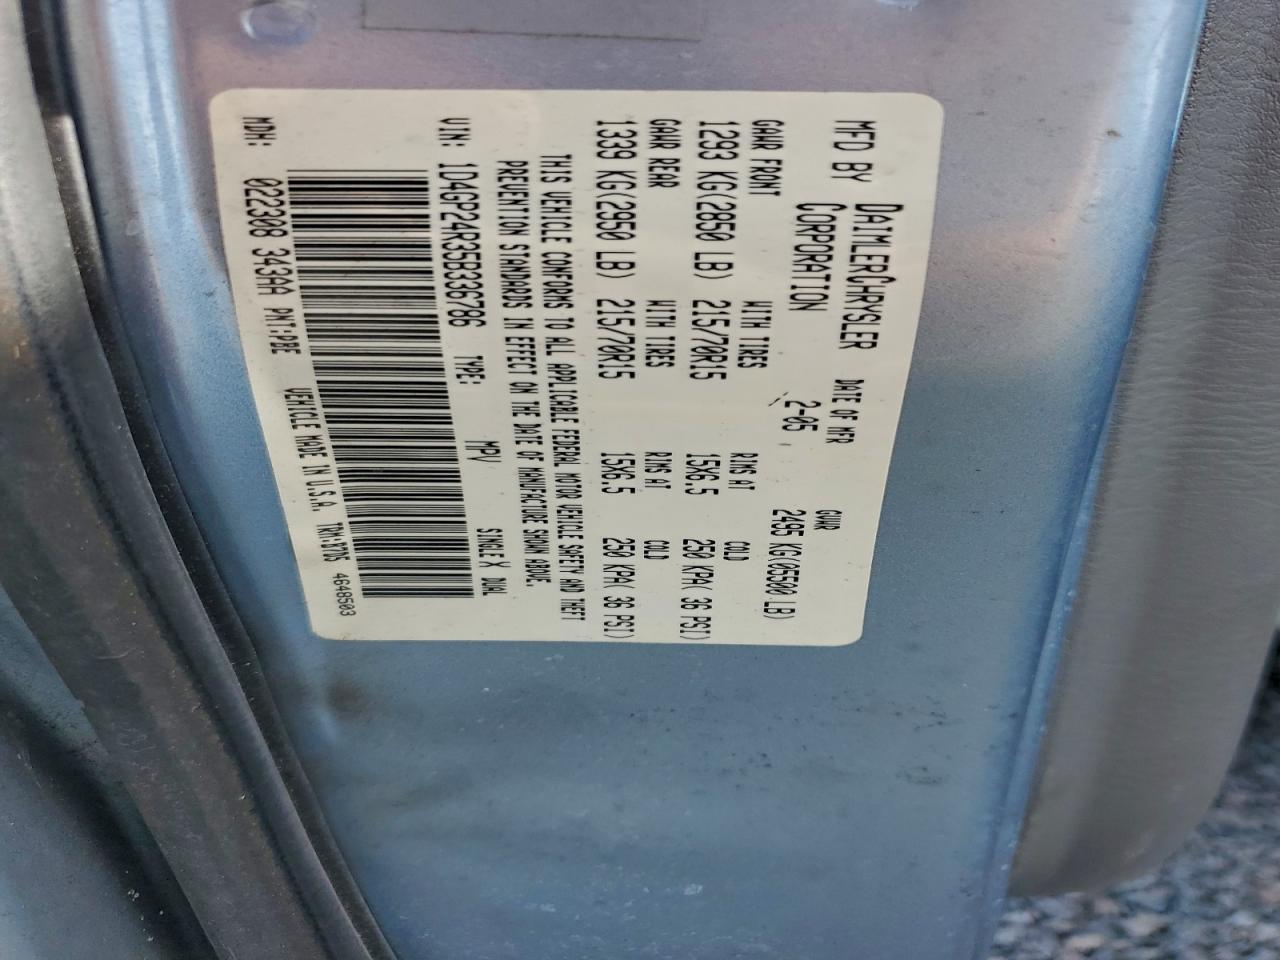 MFD BY DAIMLERCHRYSLER CORPORATION
DATE OF MFR 2-05
GVWR 2495 KG(05500 LB)
GAWR FRONT WITH TIRES RIMS AT COLD
1293 KG(2850 LB) 215/70R15 15X6.5 250 KPA( 36 PSI)
GAWR REAR WITH TIRES RIMS AT COLD
1339 KG(2950 LB) 215/70R15 15X6.5 250 KPA( 36 PSI)
THIS VEHICLE CONFORMS TO ALL APPLICABLE FEDERAL MOTOR VEHICLE SAFETY AND THEFT
PREVENTION STANDARDS IN EFFECT ON THE DATE OF MANUFACTURE SHOWN ABOVE.
VIN: 1D4GP24R35B336786 TYPE: MPV SINGLE X DUAL
MDH: 022308 343AA PNT:PBE VEHICLE MADE IN U.S.A. 4648503